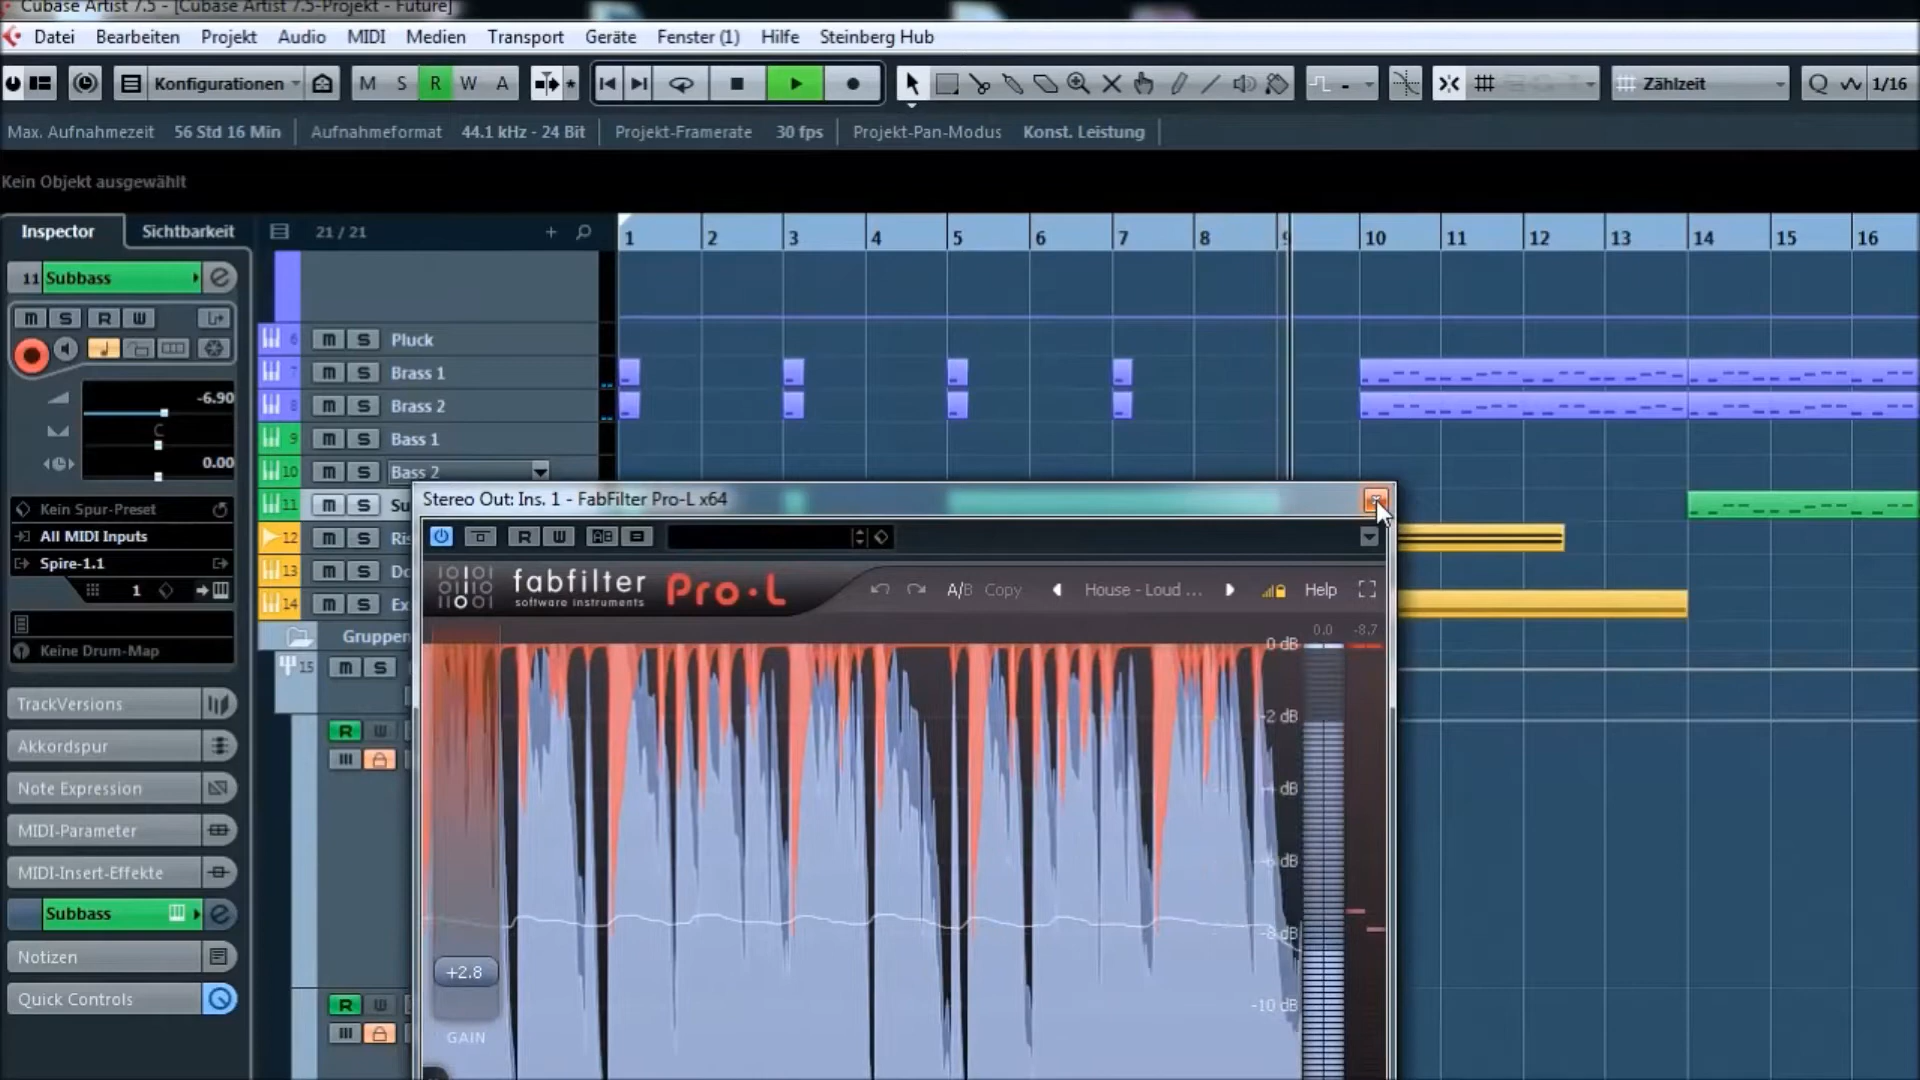 Cubase Artist 7.5 - [Cubase Artist 7.5-Projekt - Future]
Datei Bearbeiten Projekt Audio MIDI Medien Transport Geräte Fenster (1) Hilfe Steinberg Hub
Konfigurationen M S R W A Zählzeit Q 1/16
Max. Aufnahmezeit 56 Std 16 Min Aufnahmeformat 44.1 kHz - 24 Bit Projekt-Framerate 30 fps Projekt-Pan-Modus Konst. Leistung
Kein Objekt ausgewählt
Inspector Sichtbarkeit 21 / 21
1 2 3 4 5 6 7 8 9 10 11 12 13 14 15 16
11 Subbass
m S R W
-6.90
C
0.00
Kein Spur-Preset
All MIDI Inputs
Spire-1.1
1
Keine Drum-Map
TrackVersions
Akkordspur
Note Expression
MIDI-Parameter
MIDI-Insert-Effekte
Subbass
Notizen
Quick Controls
6 m S Pluck
7 m S Brass 1
8 m S Brass 2
9 m S Bass 1
10 m S Bass 2
11 m S Su
12 m S Ris
13 m S Do
14 m S Ex
Gruppen
15 m S
R W
R W
Stereo Out: Ins. 1 - FabFilter Pro-L x64
R W
fabfilter Pro·L
software instruments
A/B Copy House - Loud ... Help
0.0 -8.7
0 dB
-2 dB
-4 dB
-6 dB
-8 dB
-10 dB
+2.8
GAIN